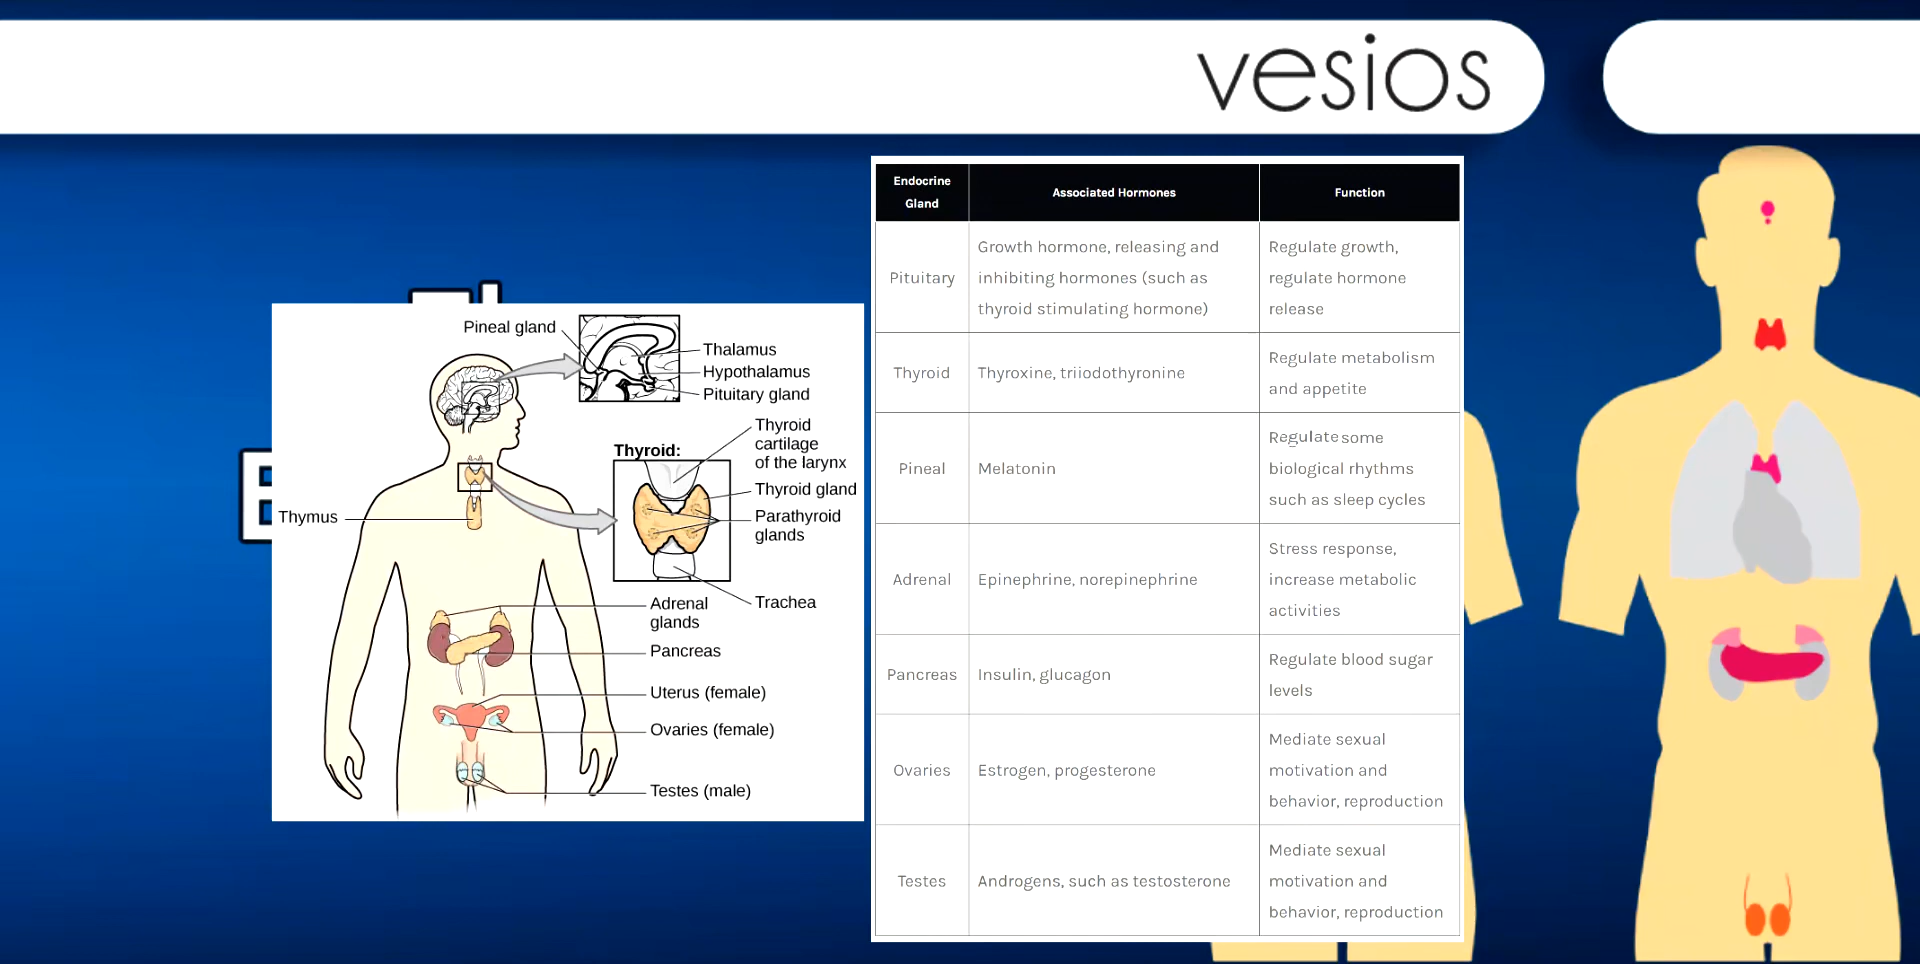 vesios
Pineal gland
Thalamus
Hypothalamus
Pituitary gland
Thyroid
cartilage
of the larynx
Thyroid:
Thyroid gland
Parathyroid
glands
Thymus
Trachea
Adrenal
glands
Pancreas
Uterus (female)
Ovaries (female)
Testes (male)
Endocrine
Gland
Associated Hormones
Function
Pituitary
Growth hormone, releasing and
inhibiting hormones (such as
thyroid stimulating hormone)
Regulate growth,
regulate hormone
release
Thyroid
Thyroxine, triiodothyronine
Regulate metabolism
and appetite
Pineal
Melatonin
Regulate some
biological rhythms
such as sleep cycles
Adrenal
Epinephrine, norepinephrine
Stress response,
increase metabolic
activities
Pancreas
Insulin, glucagon
Regulate blood sugar
levels
Ovaries
Estrogen, progesterone
Mediate sexual
motivation and
behavior, reproduction
Testes
Androgens, such as testosterone
Mediate sexual
motivation and
behavior, reproduction